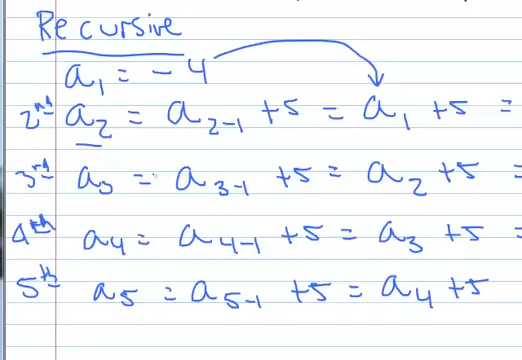 Recursive
a₁ = -4
2nd a₂ = a₂₋₁ +5 = a₁ +5 =
3rd a₃ = a₃₋₁ +5 = a₂ +5 =
4th a₄ = a₄₋₁ +5 = a₃ +5 =
5th a₅ = a₅₋₁ +5 = a₄ +5